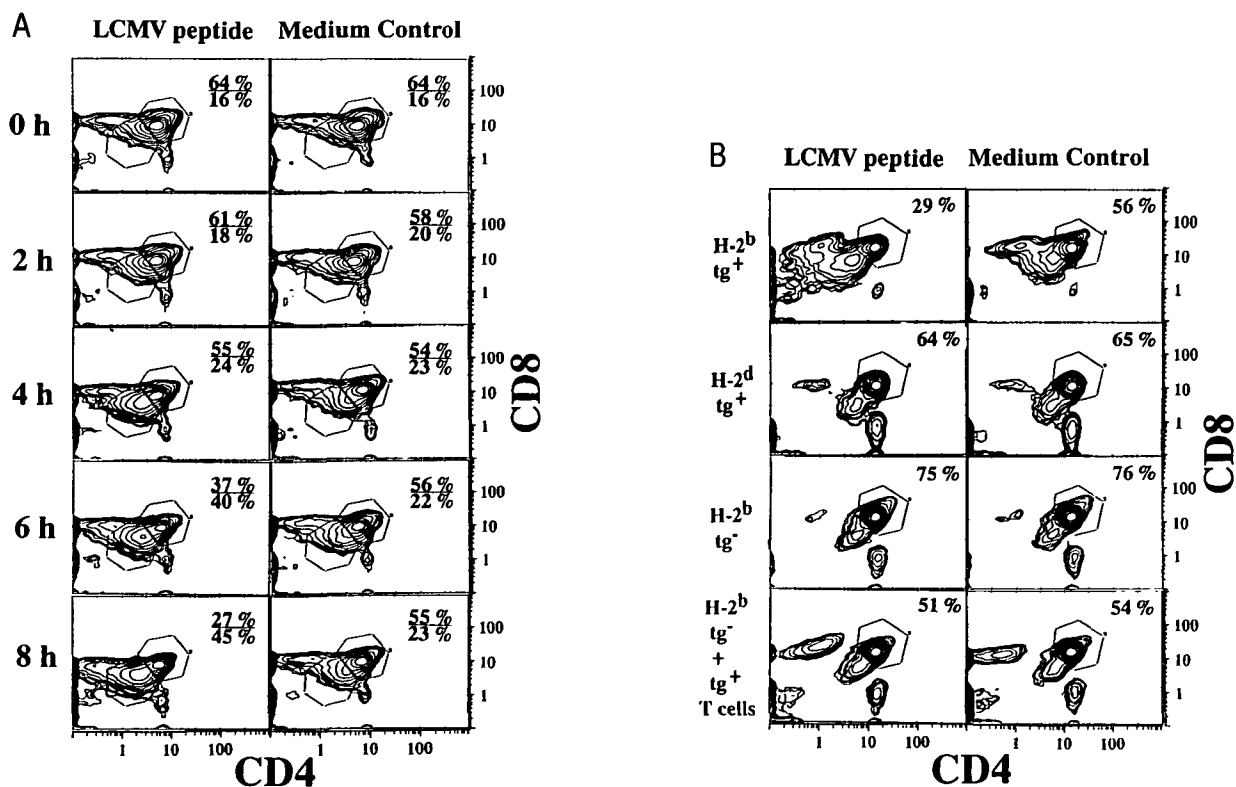 A
LCMV peptide Medium Control
0 h
64 %
16 %
64 %
16 %
100
10
1
2 h
61 %
18 %
58 %
20 %
100
10
1
4 h
55 %
24 %
54 %
23 %
100
10
1
6 h
37 %
40 %
56 %
22 %
100
10
1
8 h
27 %
45 %
55 %
23 %
100
10
1
1 10 100 1 10 100
CD4
CD8
B
LCMV peptide Medium Control
H-2b
tg+
29 %
56 %
100
10
1
H-2d
tg+
64 %
65 %
100
10
1
H-2b
tg-
75 %
76 %
100
10
1
H-2b
tg-
+
tg+
T cells
51 %
54 %
100
10
1
1 10 100 1 10 100
CD4
CD8